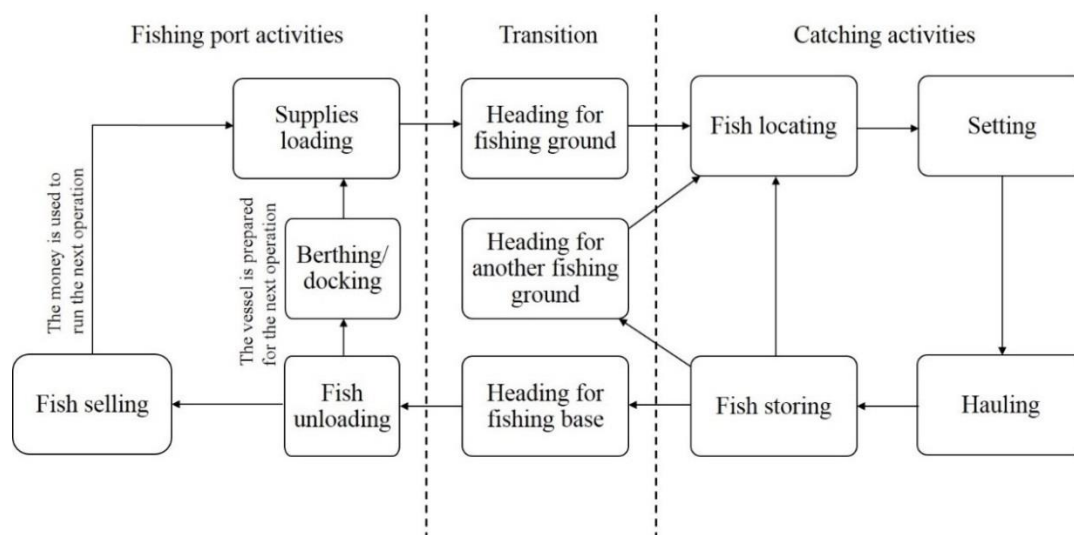 Fishing port activities
Transition
Catching activities
Supplies
loading
Heading for
fishing ground
Fish locating
Setting
The money is used to
run the next operation
The vessel is prepared
for the next operation
Berthing/
docking
Heading for
another fishing
ground
Fish selling
Fish
unloading
Heading for
fishing base
Fish storing
Hauling